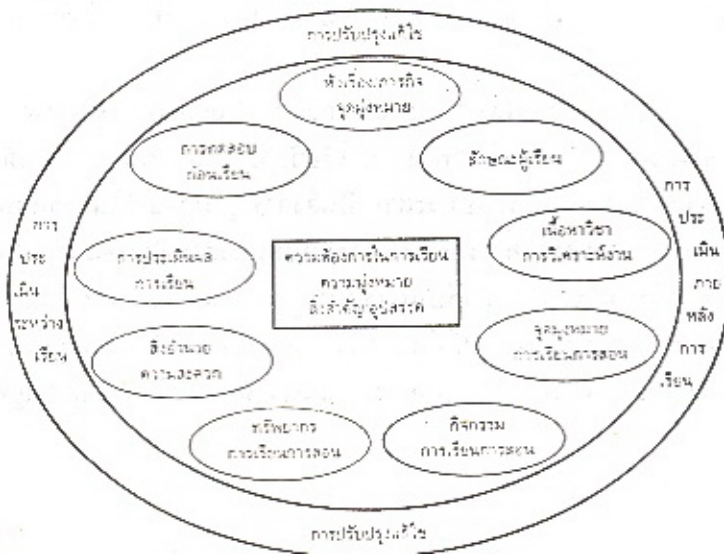 การปรับปรุงแก้ไข
หัวเรื่องภารกิจ
จุดมุ่งหมาย
การทดสอบ
ก่อนเรียน
ลักษณะผู้เรียน
การ
ประ
เมิน
ระหว่าง
เรียน
การประเมินผล
การเรียน
ความต้องการในการเรียน
ความมุ่งหมาย
สิ่งสำคัญ อุปสรรค
เนื้อหาวิชา
การวิเคราะห์งาน
การ
ประ
เมิน
ภาย
หลัง
การ
เรียน
สิ่งอำนวย
ความสะดวก
จุดมุ่งหมาย
การเรียนการสอน
ทรัพยากร
การเรียนการสอน
กิจกรรม
การเรียนการสอน
การปรับปรุงแก้ไข